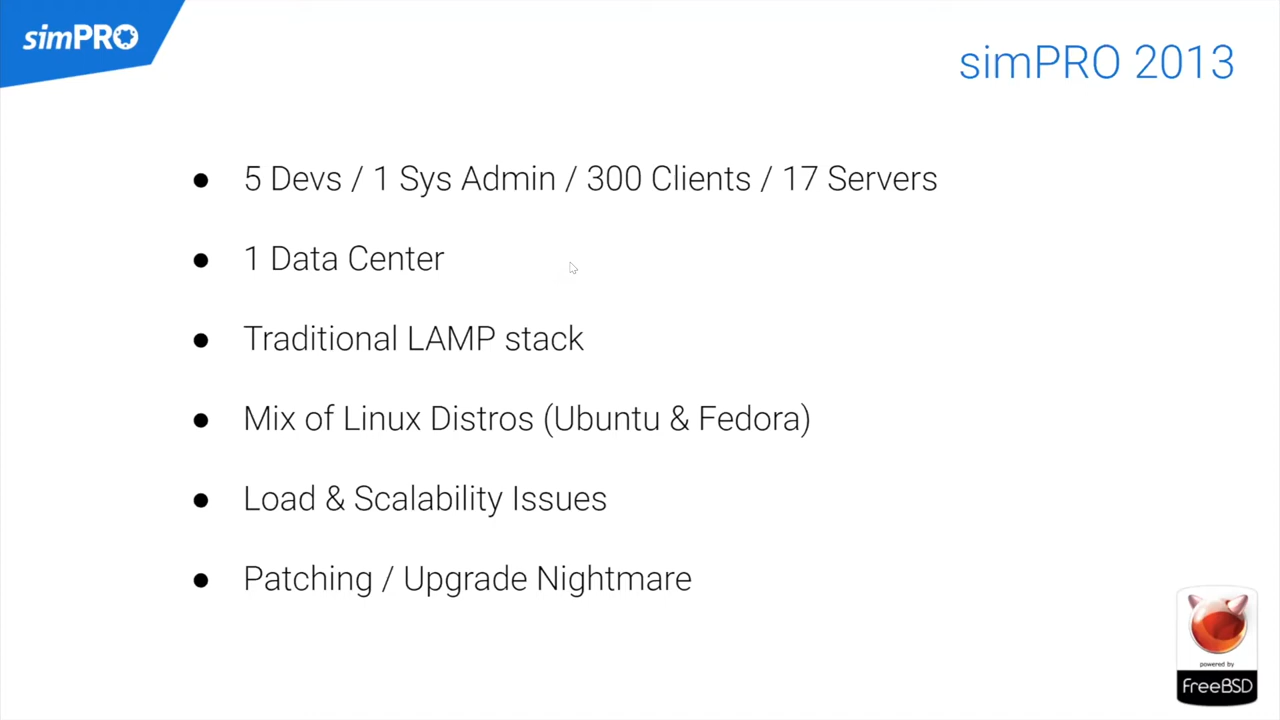 simPRO
simPRO 2013
● 5 Devs / 1 Sys Admin / 300 Clients / 17 Servers
● 1 Data Center
● Traditional LAMP stack
● Mix of Linux Distros (Ubuntu & Fedora)
● Load & Scalability Issues
● Patching / Upgrade Nightmare
powered by
FreeBSD